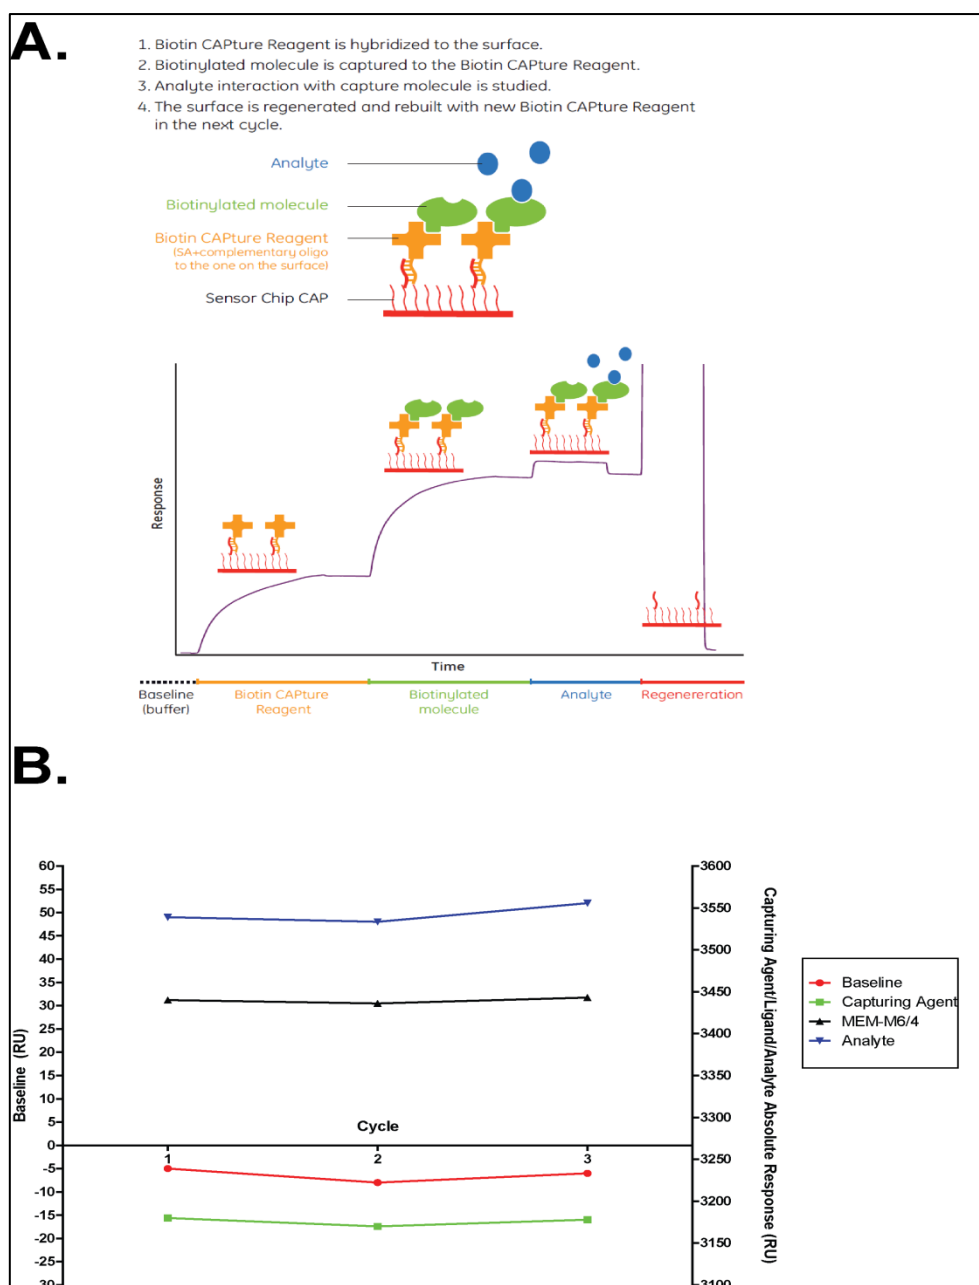 A.
1. Biotin CAPture Reagent is hybridized to the surface.
2. Biotinylated molecule is captured to the Biotin CAPture Reagent.
3. Analyte interaction with capture molecule is studied.
4. The surface is regenerated and rebuilt with new Biotin CAPture Reagent
in the next cycle.
Analyte
Biotinylated molecule
Biotin CAPture Reagent
(SA+complementary oligo
to the one on the surface)
Sensor Chip CAP
Response
Time
Baseline
(buffer)
Biotin CAPture
Reagent
Biotinylated
molecule
Analyte
Regenereration
B.
Baseline (RU)
60
55
50
45
40
35
30
25
20
15
10
5
0
-5
-10
-15
-20
-25
-30
Cycle
1
2
3
3600
3550
3500
3450
3400
3350
3300
3250
3200
3150
3100
Capturing Agent/Ligand/Analyte Absolute Response (RU)
Baseline
Capturing Agent
MEM-M6/4
Analyte